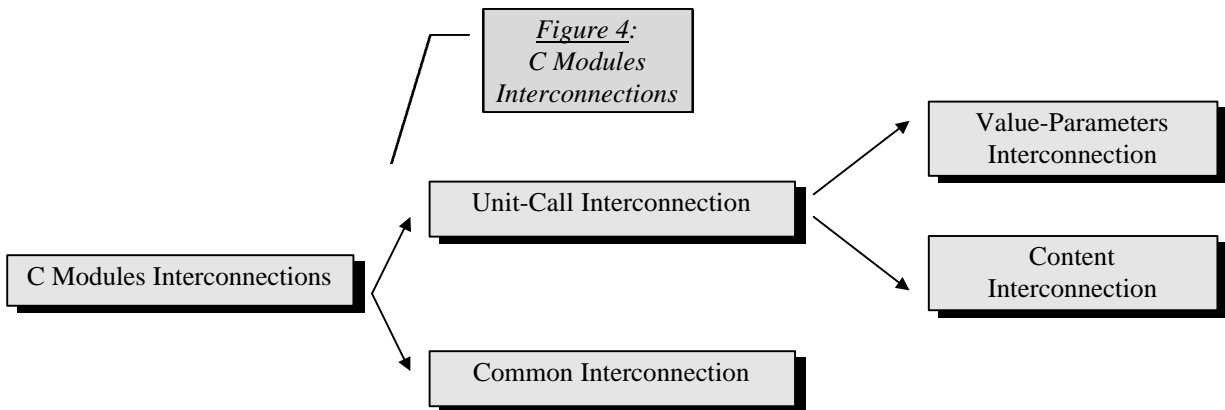 Figure 4:
C Modules
Interconnections
Value-Parameters
Interconnection
Unit-Call Interconnection
Content
Interconnection
C Modules Interconnections
Common Interconnection